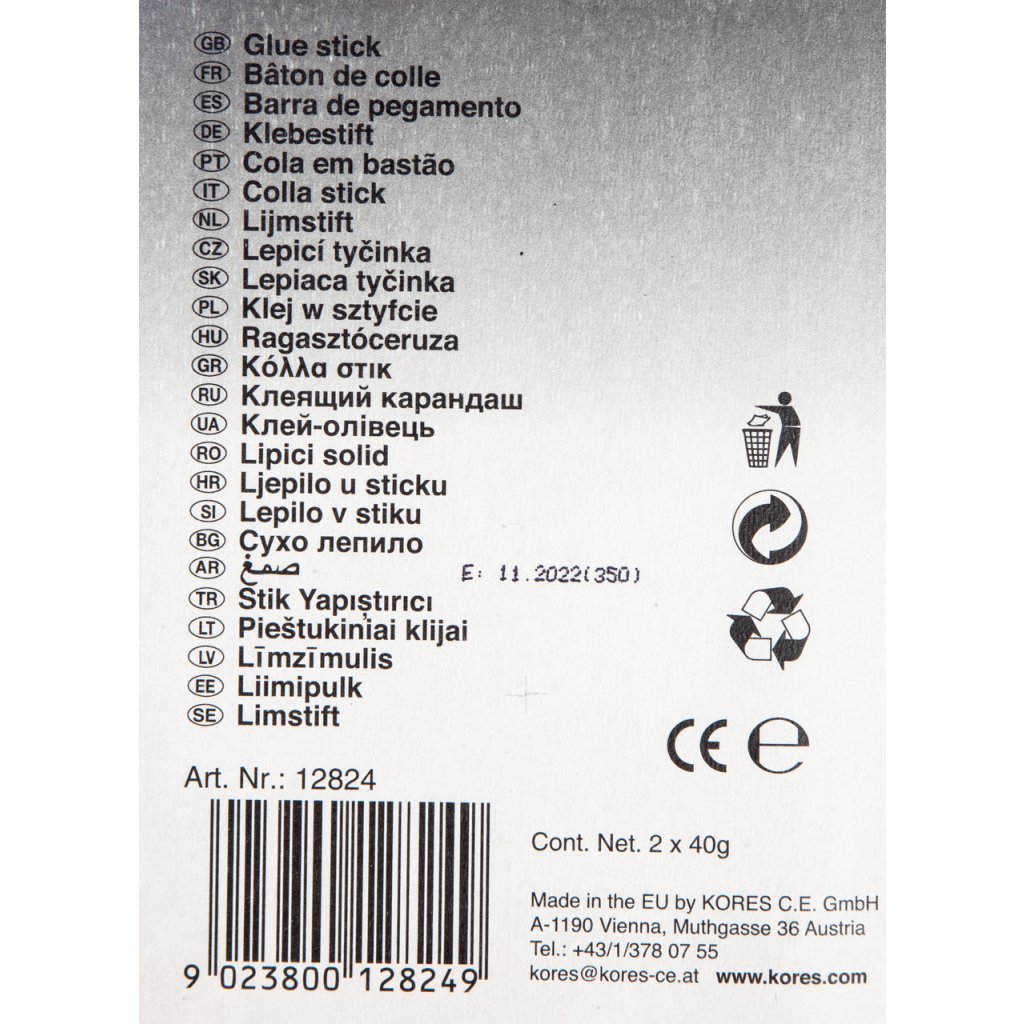 GB Glue stick
FR Bâton de colle
ES Barra de pegamento
DE Klebestift
PT Cola em bastão
IT Colla stick
NL Lijmstift
CZ Lepicí tyčinka
SK Lepiaca tyčinka
PL Klej w sztyfcie
HU Ragasztóceruza
GR Κόλλα στικ
RU Клеящий карандаш
UA Клей-олівець
RO Lipici solid
HR Ljepilo u sticku
SI Lepilo v stiku
BG Сухо лепило
AR صمغ
E: 11.2022(350)
TR Stik Yapıştırıcı
LT Pieštukiniai klijai
LV Līmzīmulis
EE Liimipulk
SE Limstift
CE e
Art. Nr.: 12824
Cont. Net. 2 x 40g
Made in the EU by KORES C.E. GmbH
A-1190 Vienna, Muthgasse 36 Austria
Tel.: +43/1/378 07 55
kores@kores-ce.at www.kores.com
9 023800 128249